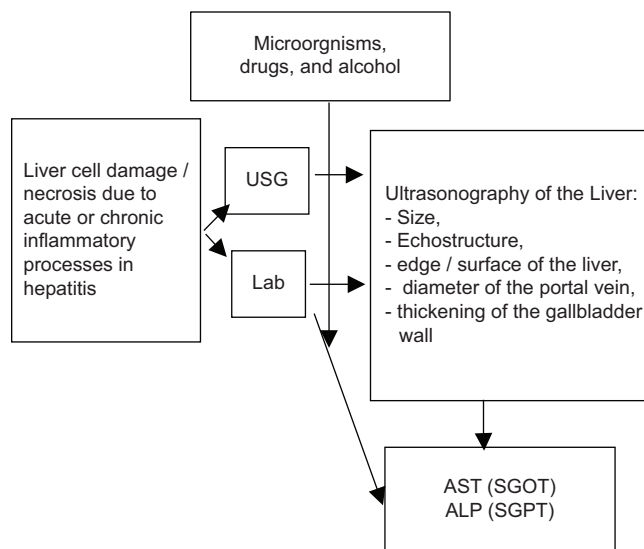 Microorgnisms,
drugs, and alcohol
Liver cell damage /
necrosis due to
acute or chronic
inflammatory
processes in
hepatitis
USG
Lab
Ultrasonography of the Liver:
- Size,
- Echostructure,
- edge / surface of the liver,
- diameter of the portal vein,
- thickening of the gallbladder
wall
AST (SGOT)
ALP (SGPT)